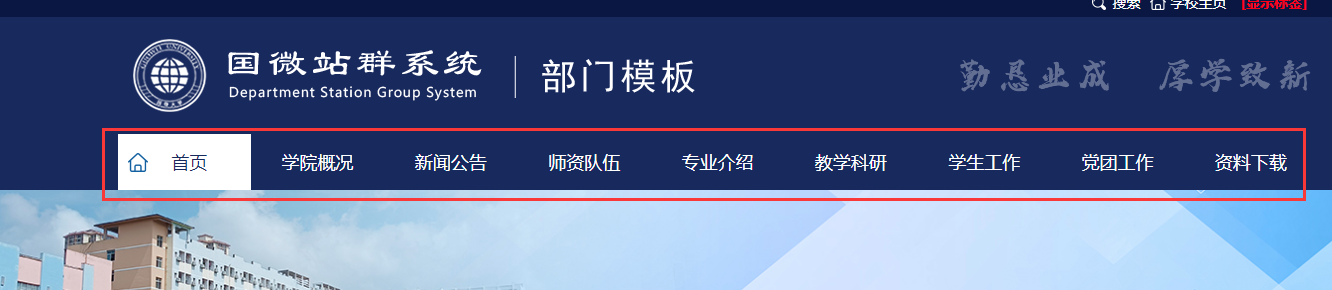 搜索 学校主页 [显示标签]
国微站群系统
Department Station Group System
部门模板
勤恳业成 厚学致新
首页 学院概况 新闻公告 师资队伍 专业介绍 教学科研 学生工作 党团工作 资料下载